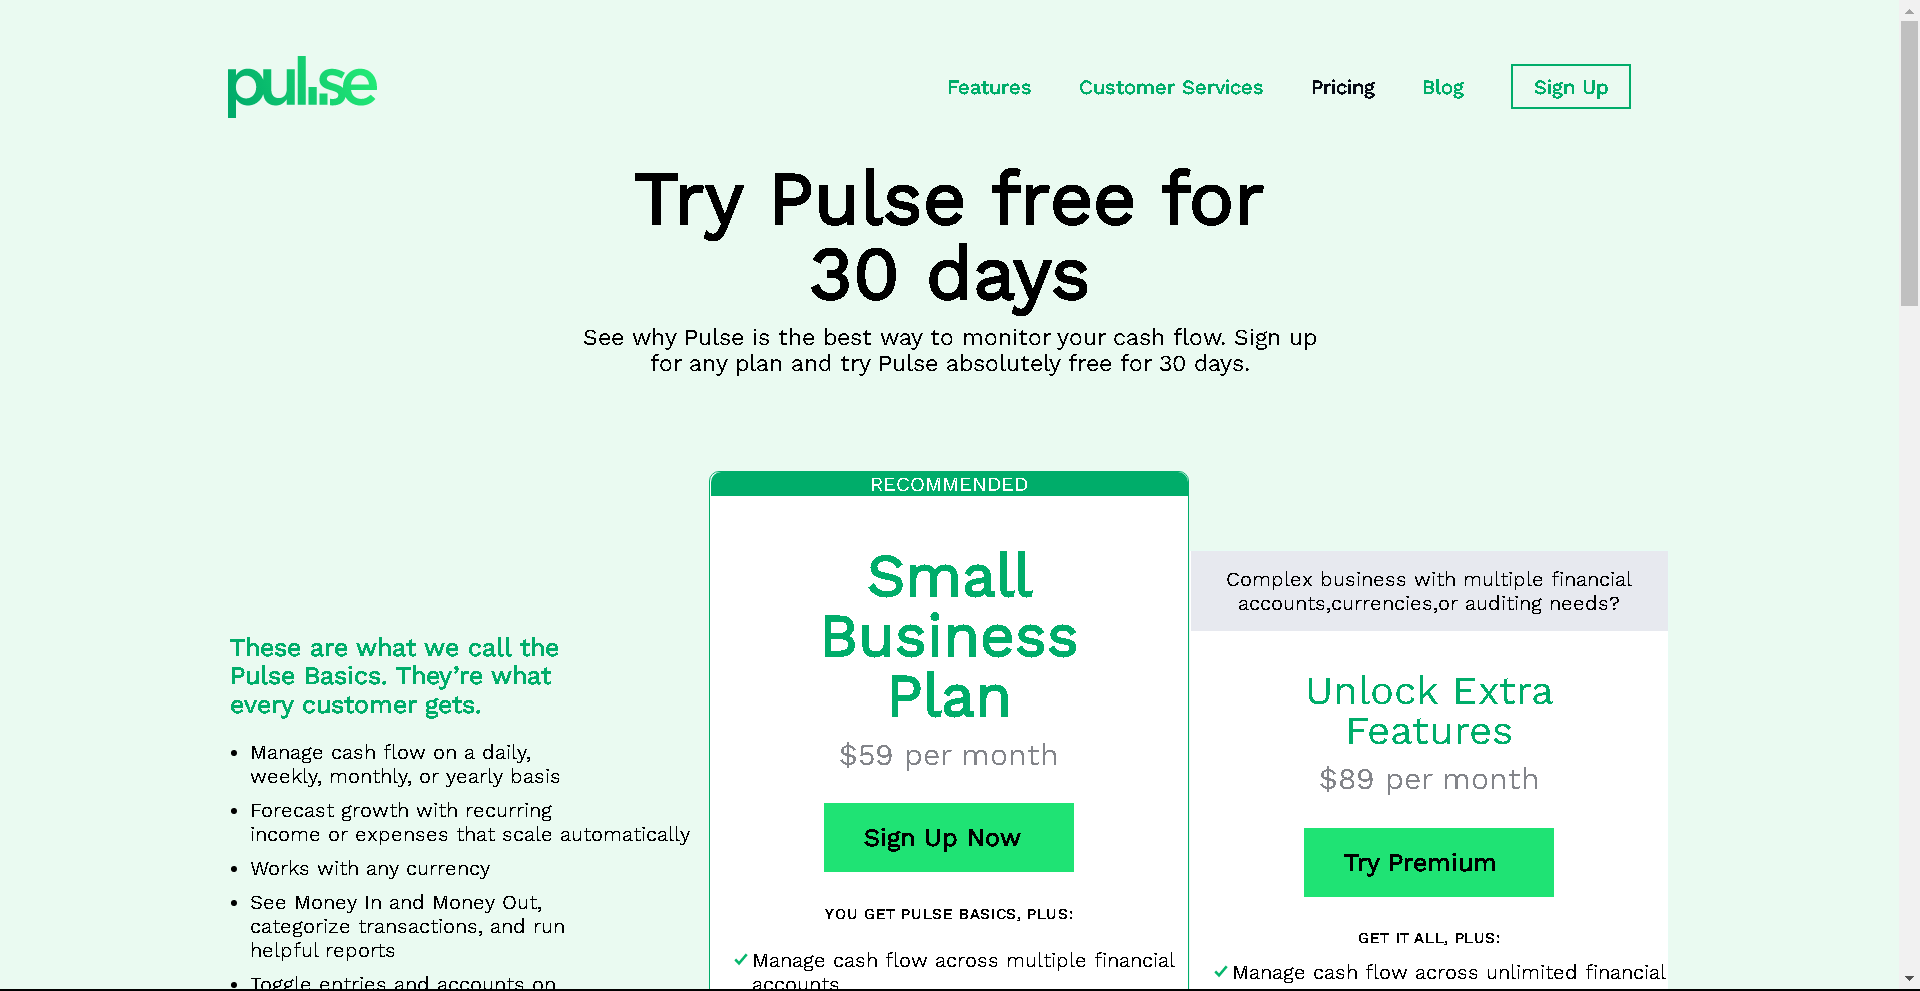 pulse
Features
Customer Services
Pricing
Blog
Sign Up
Try Pulse free for
30 days
See why Pulse is the best way to monitor your cash flow. Sign up
for any plan and try Pulse absolutely free for 30 days.
These are what we call the
Pulse Basics. They’re what
every customer gets.
• Manage cash flow on a daily,
weekly, monthly, or yearly basis
• Forecast growth with recurring
income or expenses that scale automatically
• Works with any currency
• See Money In and Money Out,
categorize transactions, and run
helpful reports
• Toggle entries and accounts on
RECOMMENDED
Small
Business
Plan
$59 per month
Sign Up Now
YOU GET PULSE BASICS, PLUS:
Manage cash flow across multiple financial
accounts
Complex business with multiple financial
accounts,currencies,or auditing needs?
Unlock Extra
Features
$89 per month
Try Premium
GET IT ALL, PLUS:
Manage cash flow across unlimited financial